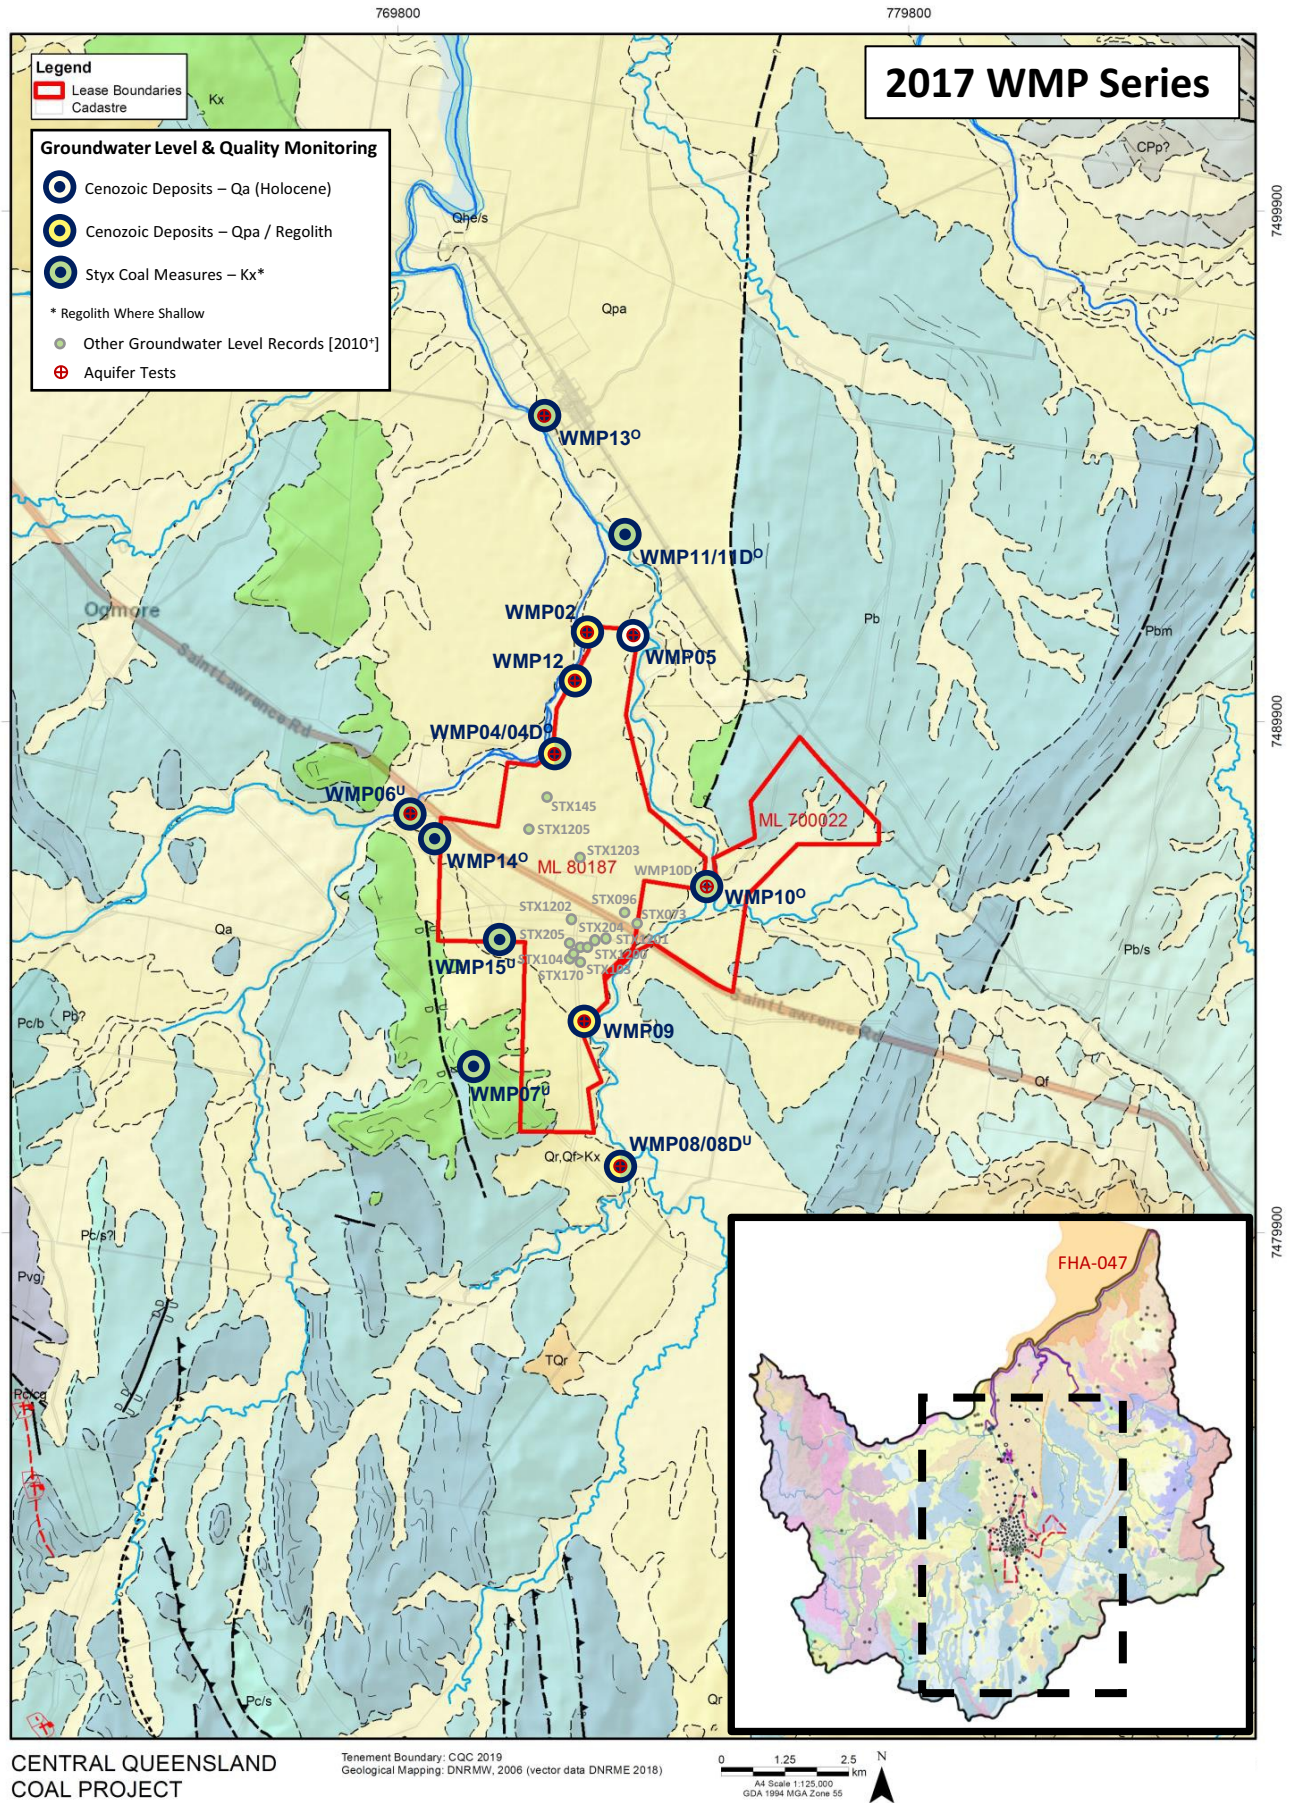 769800
779800
Legend
Lease Boundaries
Cadastre
2017 WMP Series
Kx
CPp?
Groundwater Level & Quality Monitoring
Cenozoic Deposits – Qa (Holocene)
Cenozoic Deposits – Qpa / Regolith
Styx Coal Measures – Kx*
* Regolith Where Shallow
Other Groundwater Level Records [2010+]
Aquifer Tests
7499900
Qhe/s
Qpa
WMP13O
WMP11/11DO
Ogmore
WMP02
Pb
Pbm
Saint Lawrence Rd
WMP05
WMP12
7489900
WMP04/04DO
WMP06U
STX145
ML 700022
STX1205
WMP14O
STX1203
ML 80187
WMP10D
WMP10O
STX1202
STX096
STX073
Qa
STX205
STX204
STX1201
Pb/s
WMP15U
STX104
STX1200
STX103
STX170
Saint Lawrence Rd
Pc/b
Pb?
WMP09
Qf
WMP07U
WMP08/08DU
Qr,Qf>Kx
7479900
Pc/s?
Pvg
FHA-047
TQr
Pc/cg
Pc/s
Qr
CENTRAL QUEENSLAND
COAL PROJECT
Tenement Boundary: CQC 2019
Geological Mapping: DNRMW, 2006 (vector data DNRME 2018)
0 1.25 2.5
km
A4 Scale 1:125,000
GDA 1994 MGA Zone 55
N